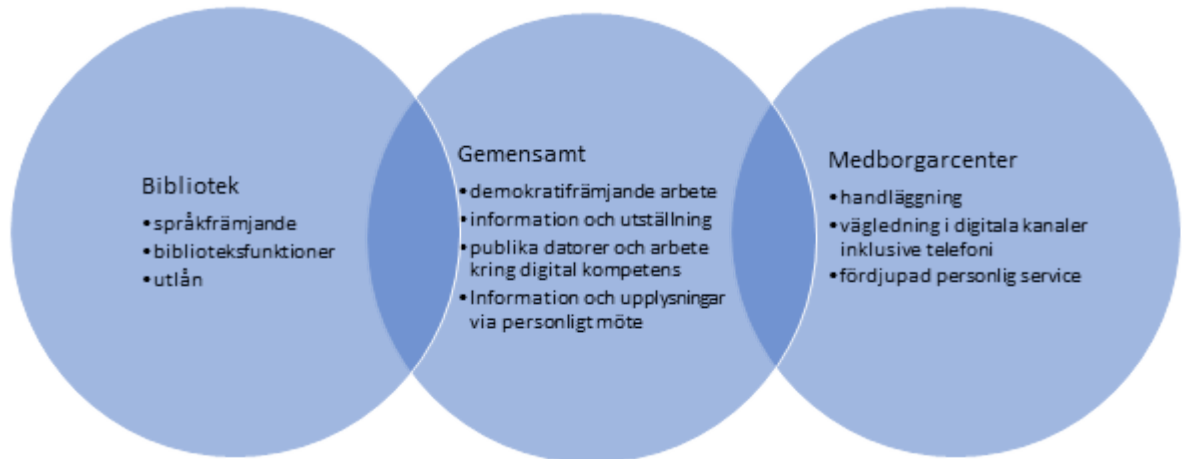 Bibliotek
•språkfrämjande
•biblioteksfunktioner
•utlån
Gemensamt
•demokratifrämjande arbete
•information och utställning
•publika datorer och arbete
kring digital kompetens
•Information och upplysningar
via personligt möte
Medborgarcenter
•handläggning
•vägledning i digitala kanaler
inklusive telefoni
•fördjupad personlig service